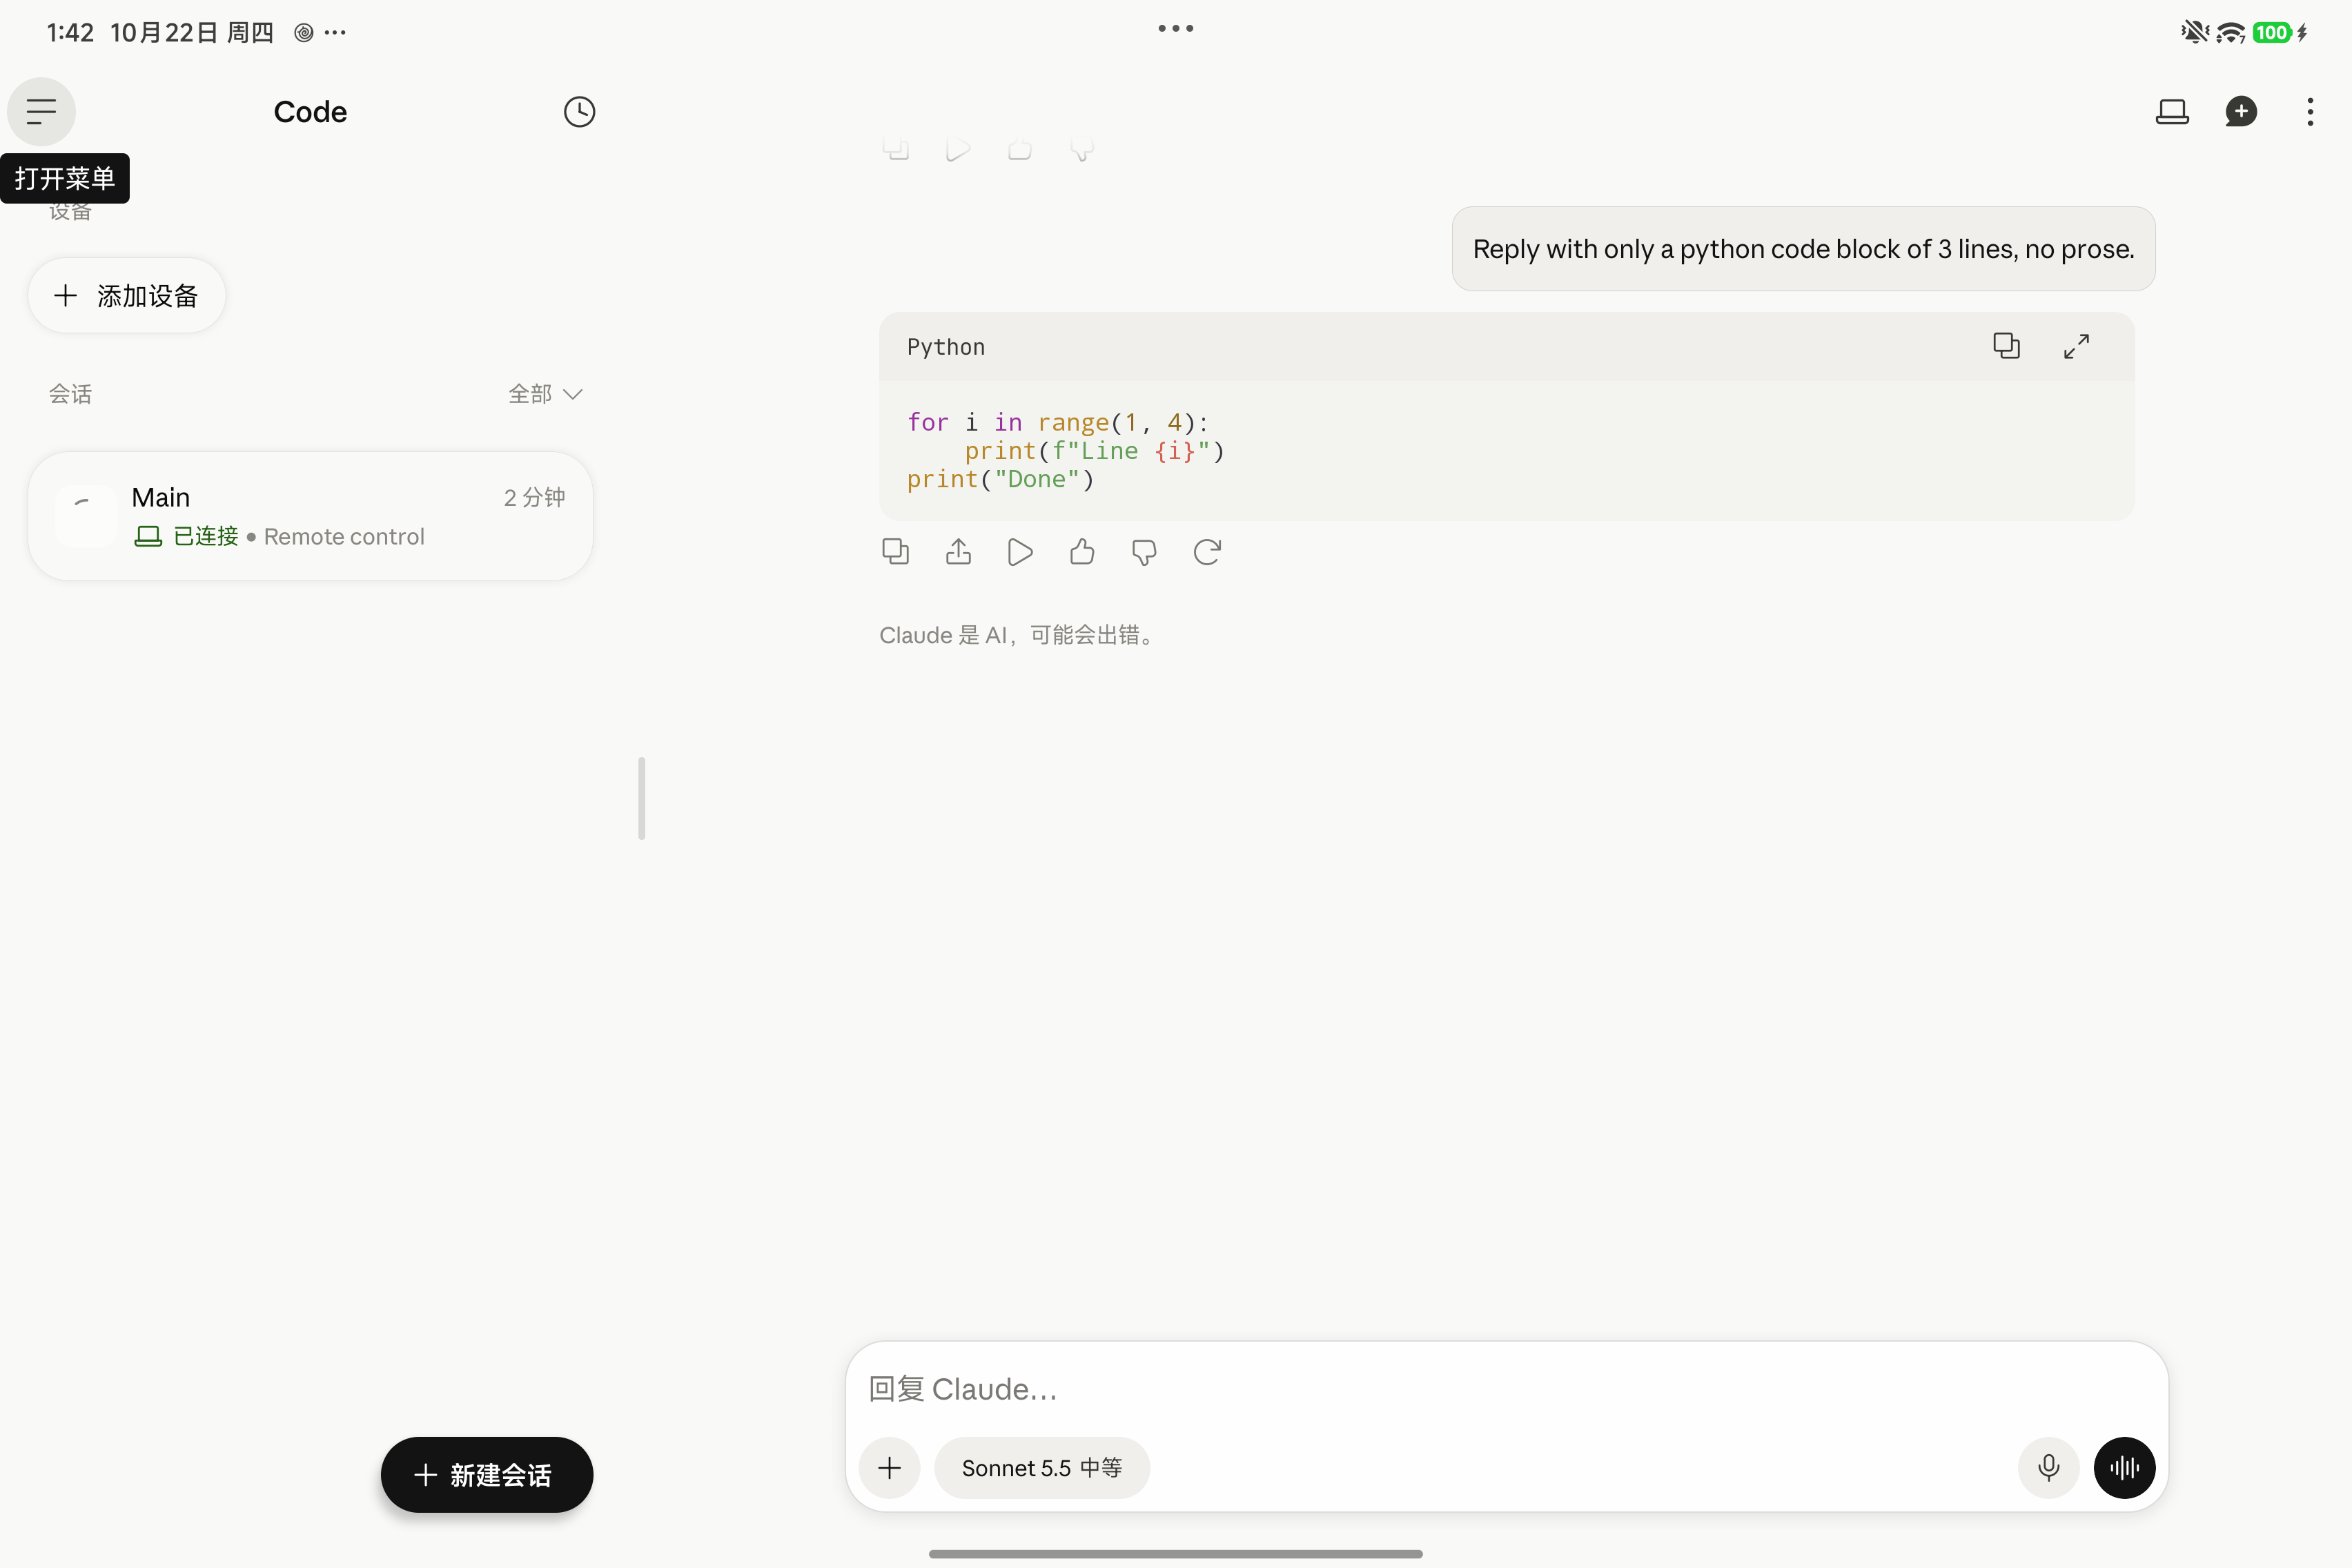 1:42 10月22日 周四
100
7
Code
打开菜单
设备
添加设备
会话
全部
Main
2 分钟
已连接 • Remote control
新建会话
Reply with only a python code block of 3 lines, no prose.
Python
for i in range(1, 4):
    print(f"Line {i}")
print("Done")
Claude 是 AI，可能会出错。
回复 Claude...
Sonnet 5.5 中等